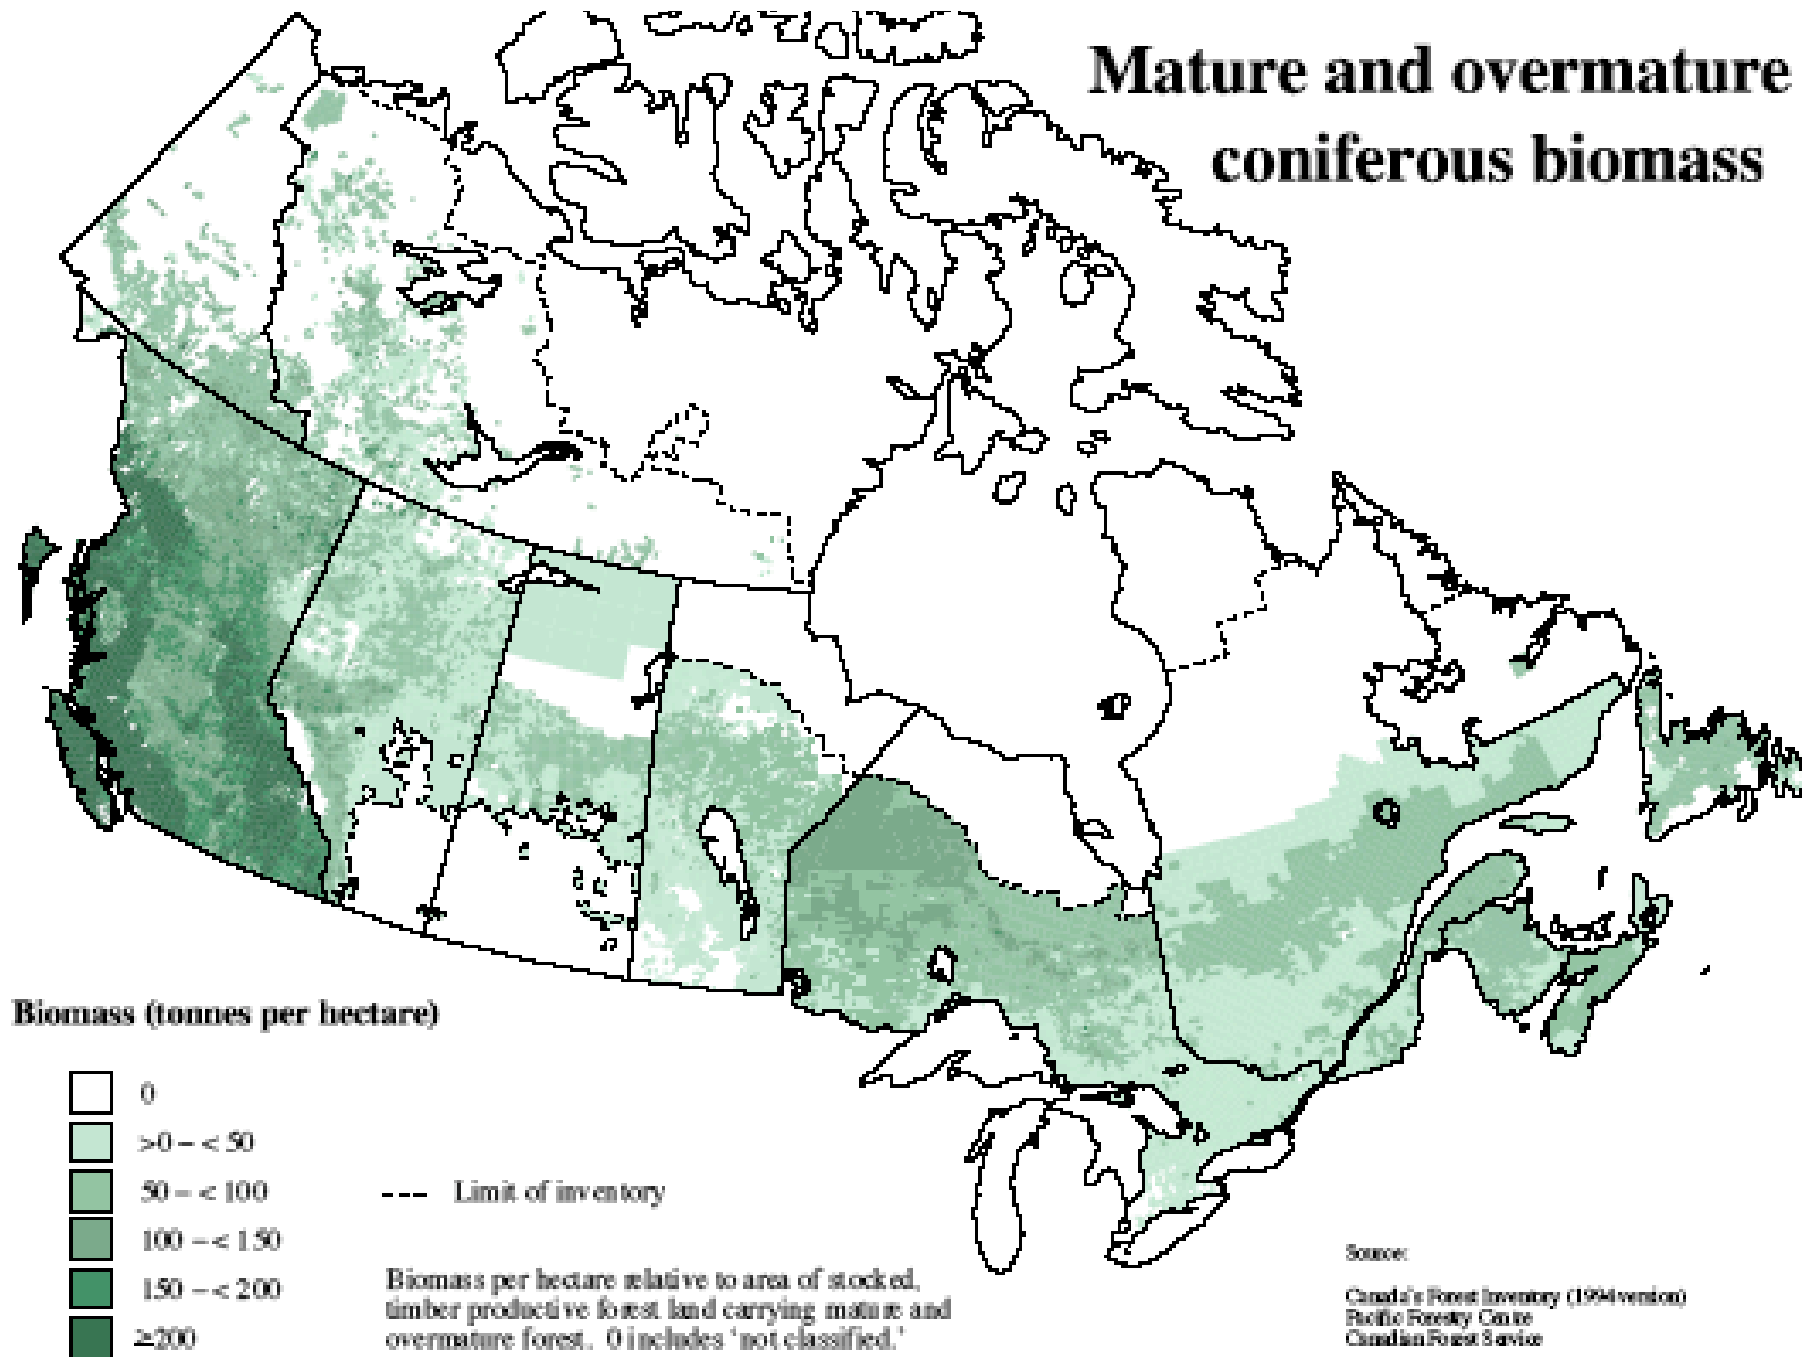 Mature and overmature
coniferous biomass
Biomass (tonnes per hectare)
0
>0 – < 50
50 – < 100
100 – < 150
150 – < 200
≥200
Limit of inventory
Biomass per hectare relative to area of stocked,
timber productive forest land carrying mature and
overmature forest. 0 includes 'not classified.'
Source:
Canada's Forest Inventory (1994 version)
Pacific Forestry Centre
Canadian Forest Service